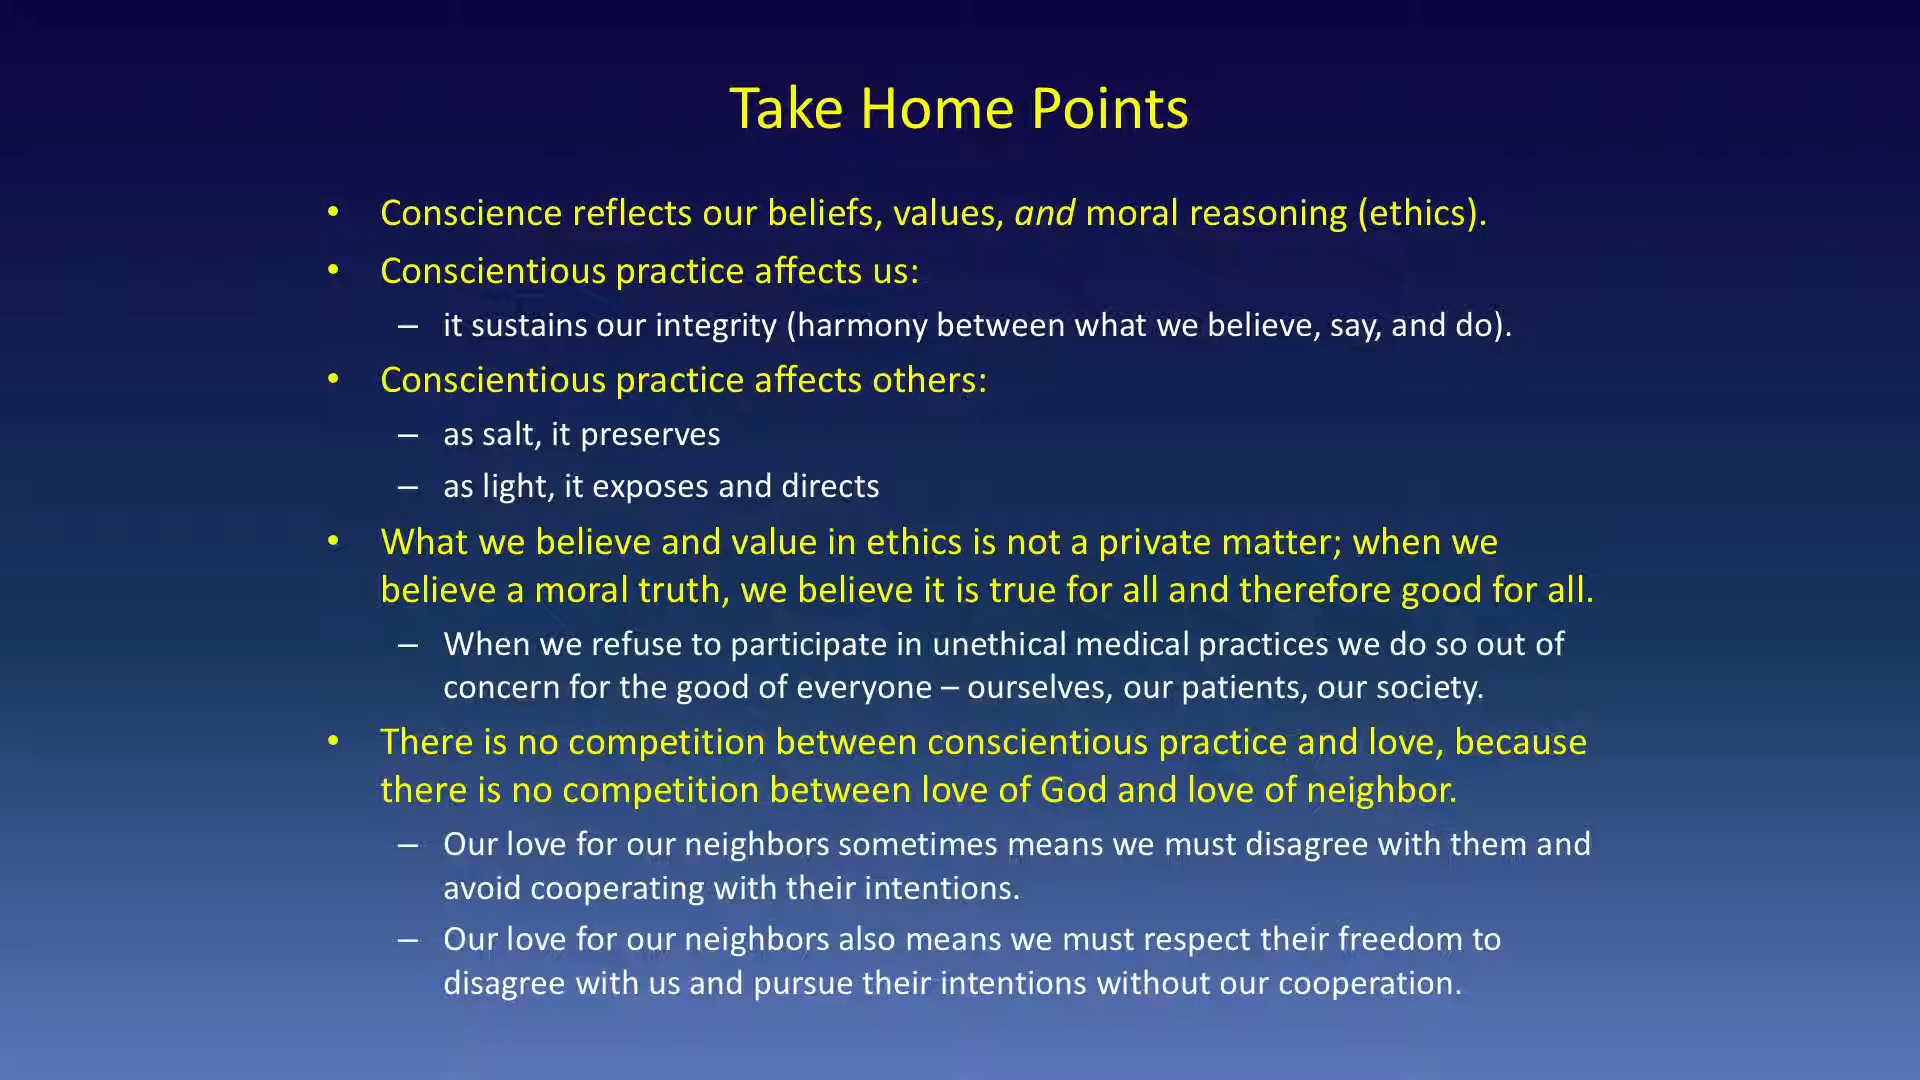 Take Home Points
• Conscience reflects our beliefs, values, and moral reasoning (ethics).
• Conscientious practice affects us:
– it sustains our integrity (harmony between what we believe, say, and do).
• Conscientious practice affects others:
– as salt, it preserves
– as light, it exposes and directs
• What we believe and value in ethics is not a private matter; when we
believe a moral truth, we believe it is true for all and therefore good for all.
– When we refuse to participate in unethical medical practices we do so out of
concern for the good of everyone – ourselves, our patients, our society.
• There is no competition between conscientious practice and love, because
there is no competition between love of God and love of neighbor.
– Our love for our neighbors sometimes means we must disagree with them and
avoid cooperating with their intentions.
– Our love for our neighbors also means we must respect their freedom to
disagree with us and pursue their intentions without our cooperation.